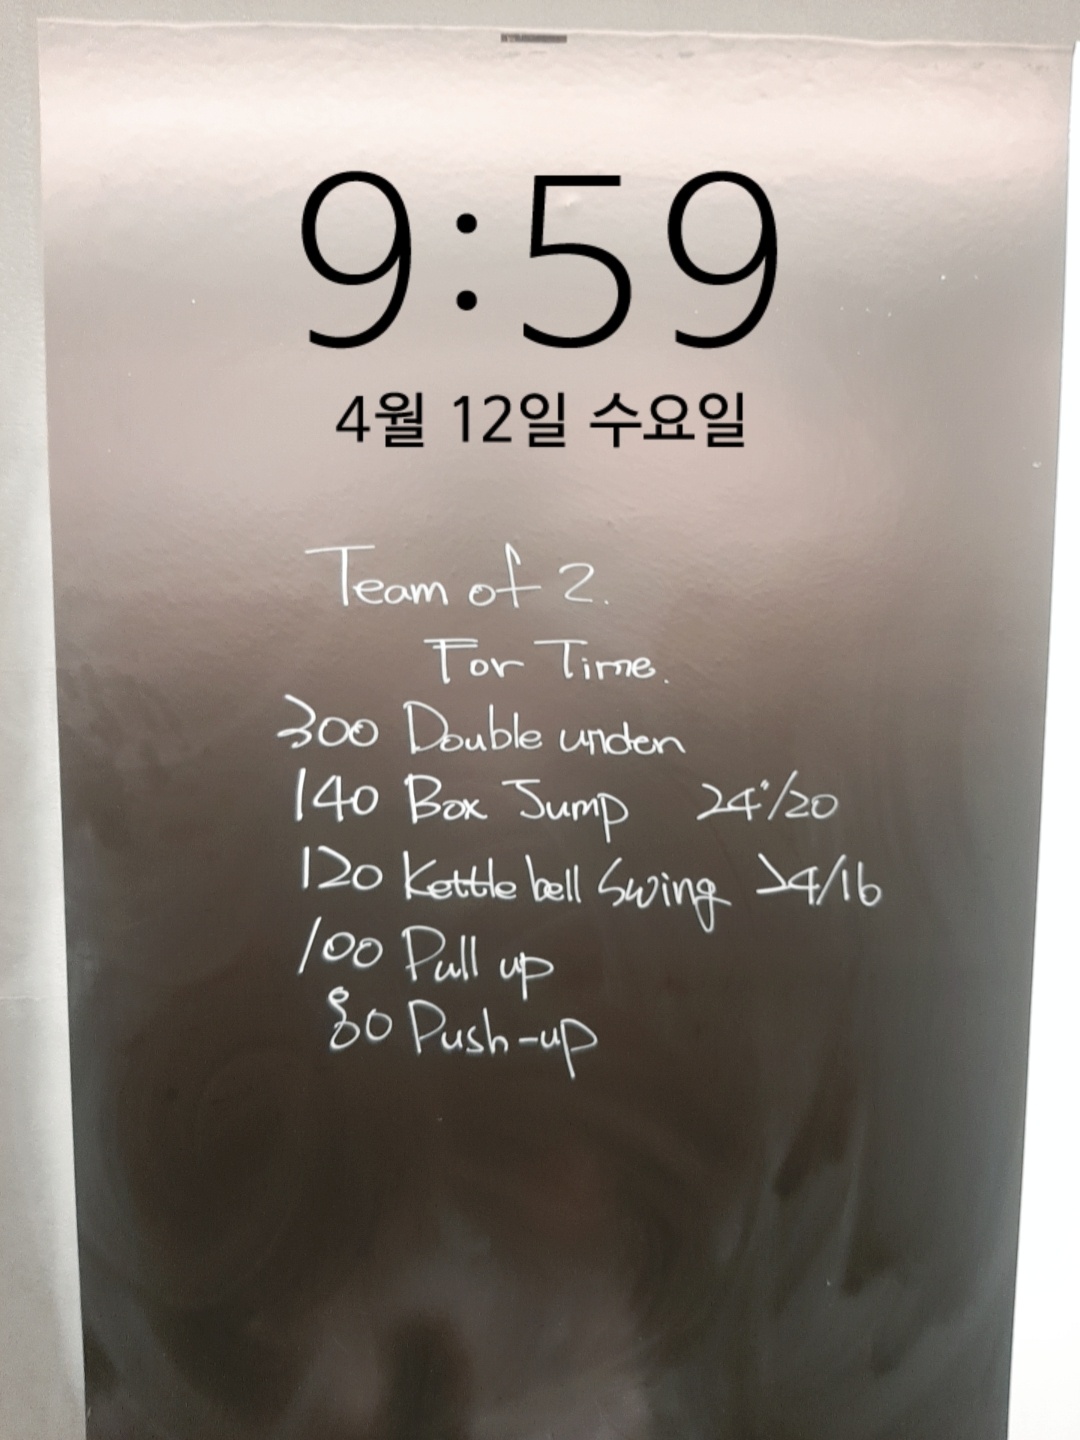 9:59
4월 12일 수요일
Team of 2.
For Time.
300 Double under
140 Box Jump 24"/20
120 Kettle bell Swing 24/16
100 Pull up
80 Push-up